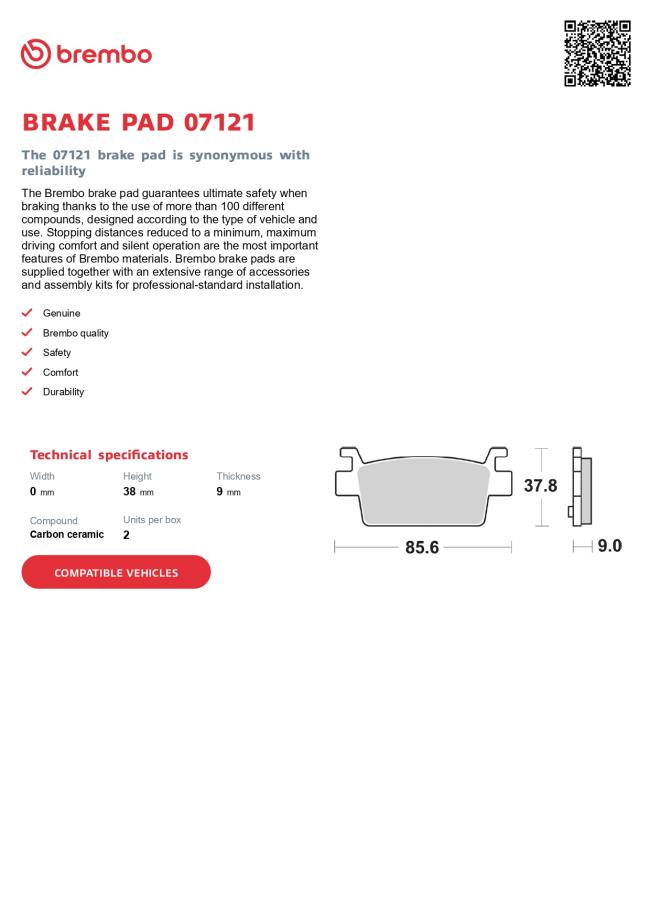 brembo
BRAKE PAD 07121
The 07121 brake pad is synonymous with
reliability
The Brembo brake pad guarantees ultimate safety when
braking thanks to the use of more than 100 different
compounds, designed according to the type of vehicle and
use. Stopping distances reduced to a minimum, maximum
driving comfort and silent operation are the most important
features of Brembo materials. Brembo brake pads are
supplied together with an extensive range of accessories
and assembly kits for professional-standard installation.
Genuine
Brembo quality
Safety
Comfort
Durability
Technical specifications
Width Height Thickness
0 mm 38 mm 9 mm
Compound Units per box
Carbon ceramic 2
COMPATIBLE VEHICLES
37.8
85.6
9.0